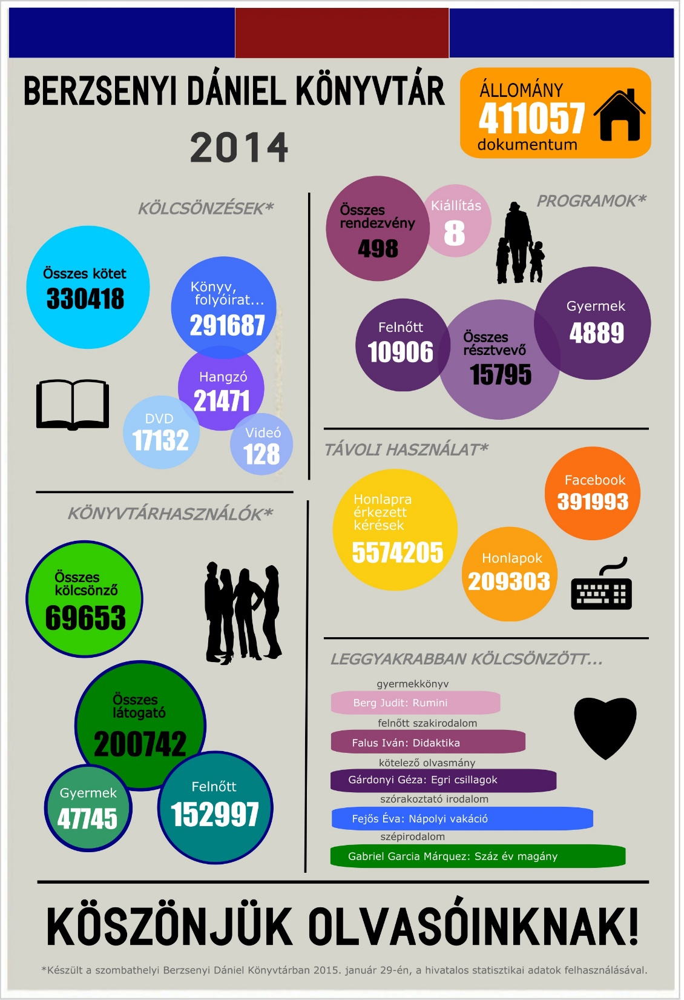 BERZSENYI DÁNIEL KÖNYVTÁR
2014
ÁLLOMÁNY
411057
dokumentum
KÖLCSÖNZÉSEK*
Összes kötet
330418
Könyv,
folyóirat...
291687
Hangzó
21471
DVD
17132
Videó
128
PROGRAMOK*
Összes
rendezvény
498
Kiállítás
8
Felnőtt
10906
Összes
résztvevő
15795
Gyermek
4889
KÖNYVTÁRHASZNÁLÓK*
Összes
kölcsönző
69653
Összes
látogató
200742
Gyermek
47745
Felnőtt
152997
TÁVOLI HASZNÁLAT*
Honlapra
érkezett
kérések
5574205
Facebook
391993
Honlapok
209303
LEGGYAKRABBAN KÖLCSÖNZÖTT...
gyermekkönyv
Berg Judit: Rumini
felnőtt szakirodalom
Falus Iván: Didaktika
kötelező olvasmány
Gárdonyi Géza: Egri csillagok
szórakoztató irodalom
Fejős Éva: Nápolyi vakáció
szépirodalom
Gabriel Garcia Márquez: Száz év magány
KÖSZÖNJÜK OLVASÓINKNAK!
*Készült a szombathelyi Berzsenyi Dániel Könyvtárban 2015. január 29-én, a hivatalos statisztikai adatok felhasználásával.